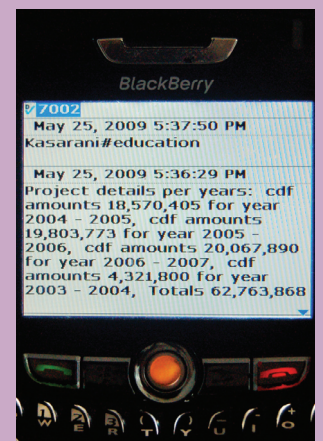 BlackBerry
7002
May 25, 2009 5:37:50 PM
Kasarani#education
May 25, 2009 5:36:29 PM
Project details per years: cdf
amounts 18,570,405 for year
2004 - 2005, cdf amounts
19,803,773 for year 2005 -
2006, cdf amounts 20,067,890
for year 2006 - 2007, cdf
amounts 4,321,800 for year
2003 - 2004, Totals 62,763,868
1 W 2 E 3 R T Y U I O